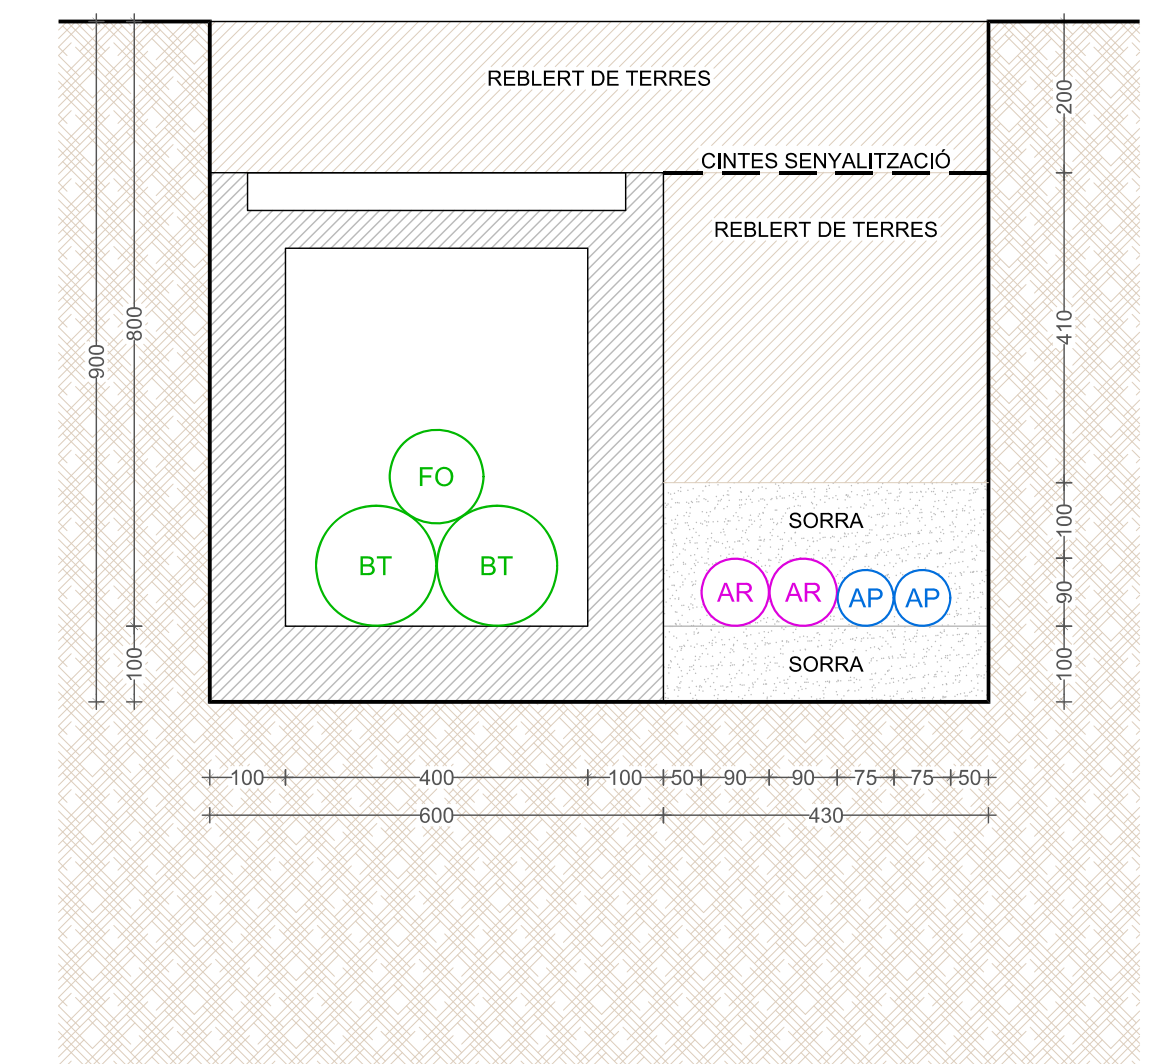 REBLERT DE TERRES
200
CINTES SENYALITZACIÓ
REBLERT DE TERRES
800
410
900
FO
SORRA
100
BT
BT
AR
AR
AP
AP
90
100
SORRA
100
100
400
100
50
90
90
75
75
50
600
430